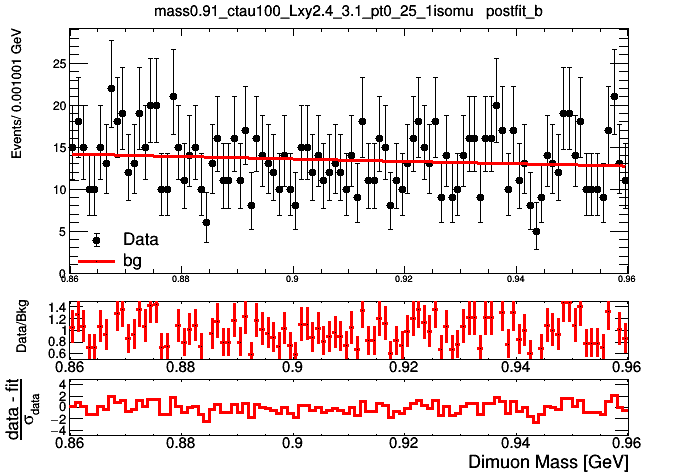 mass0.91_ctau100_Lxy2.4_3.1_pt0_25_1isomu postfit_b
Events/ 0.001001 GeV
25
20
15
10
5
0
Data
bg
0.86 0.88 0.9 0.92 0.94 0.96
Data/Bkg
1.4
1.2
1
0.8
0.6
0.86 0.88 0.9 0.92 0.94 0.96
data - fit
σdata
4
2
0
−2
−4
0.86 0.88 0.9 0.92 0.94 0.96
Dimuon Mass [GeV]